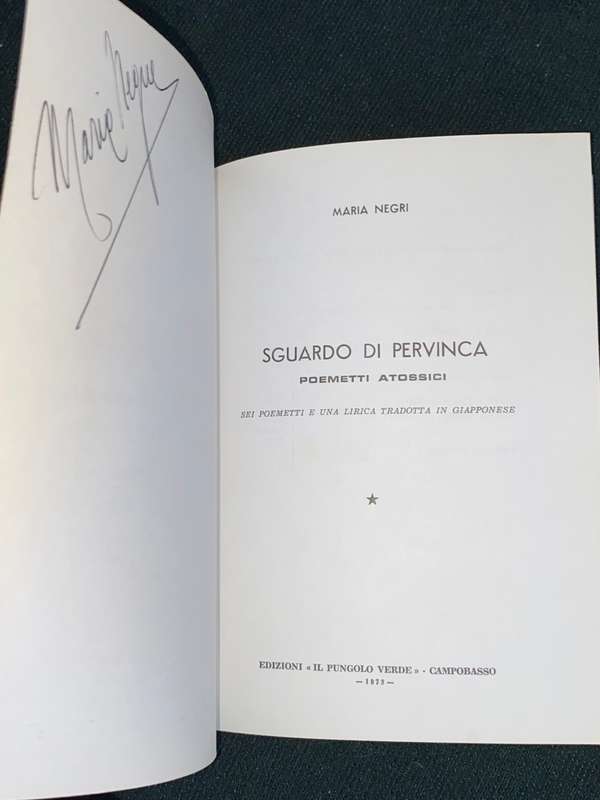 Maria Negri
MARIA NEGRI
SGUARDO DI PERVINCA
POEMETTI ATOSSICI
SEI POEMETTI E UNA LIRICA TRADOTTA IN GIAPPONESE
★
EDIZIONI « IL PUNGOLO VERDE » - CAMPOBASSO
— 1973 —